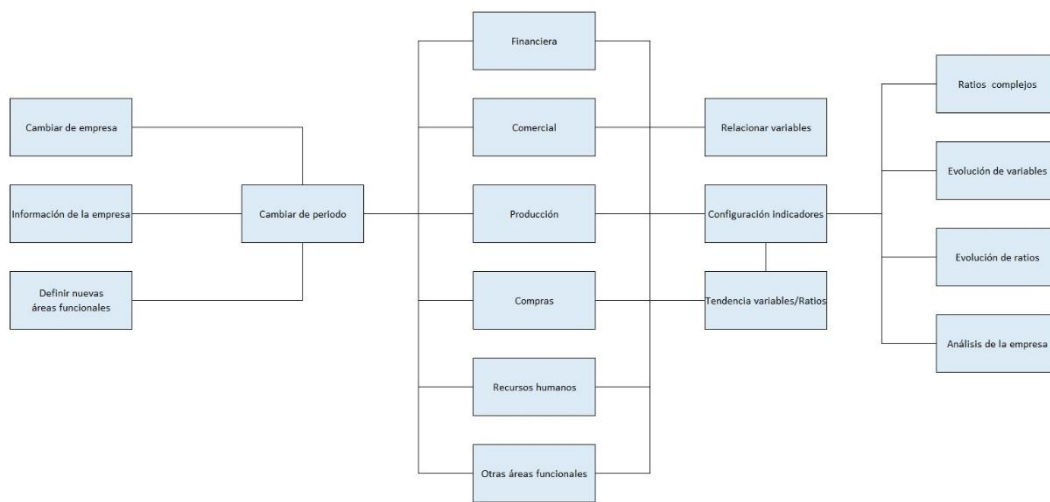 Cambiar de empresa
Información de la empresa
Definir nuevas
áreas funcionales
Cambiar de periodo
Financiera
Comercial
Producción
Compras
Recursos humanos
Otras áreas funcionales
Relacionar variables
Configuración indicadores
Tendencia variables/Ratios
Ratios complejos
Evolución de variables
Evolución de ratios
Análisis de la empresa